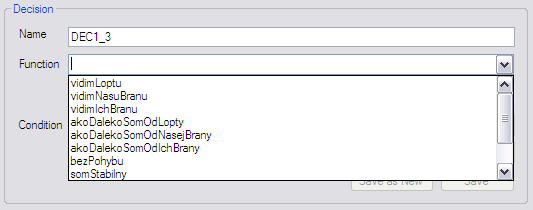 Decision
Name
DEC1_3
Function
vidimLoptu
vidimNasuBranu
vidimIchBranu
akoDalekoSomOdLopty
Condition
akoDalekoSomOdNasejBrany
akoDalekoSomOdIchBrany
bezPohybu
somStabilny
Save as New
Save